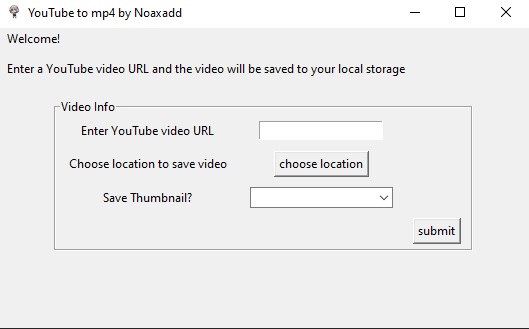 YouTube to mp4 by Noaxadd
Welcome!
Enter a YouTube video URL and the video will be saved to your local storage
Video Info
Enter YouTube video URL
Choose location to save video choose location
Save Thumbnail?
submit